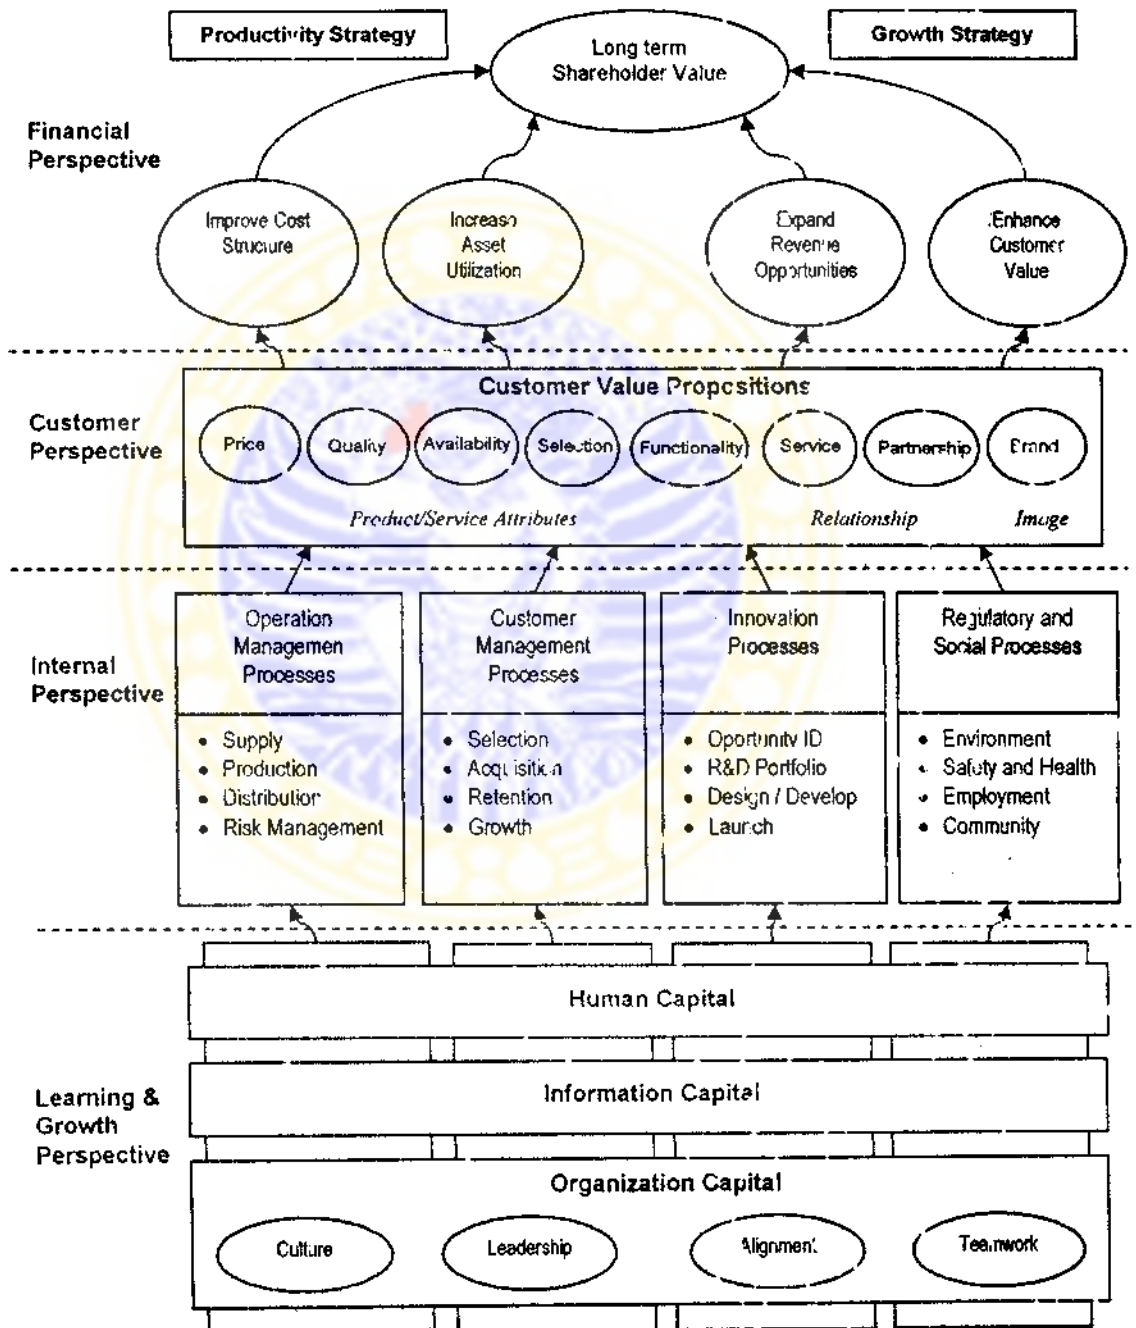 Productivity Strategy
Long term
Shareholder Value
Growth Strategy
Financial
Perspective
Improve Cost
Structure
Increase
Asset
Utilization
Expand
Revenue
Opportunities
Enhance
Customer
Value
Customer
Perspective
Customer Value Propositions
Price
Quality
Availability
Selection
Functionality
Service
Partnership
Brand
Product/Service Attributes
Relationship
Image
Internal
Perspective
Operation
Managemen
Processes
• Supply
• Production
• Distribution
• Risk Management
Customer
Management
Processes
• Selection
• Acquisition
• Retention
• Growth
Innovation
Processes
• Oportunity ID
• R&D Portfolio
• Design / Develop
• Launch
Regulatory and
Social Processes
• Environment
• Safety and Health
• Employment
• Community
Learning &
Growth
Perspective
Human Capital
Information Capital
Organization Capital
Culture
Leadership
Alignment
Teamwork